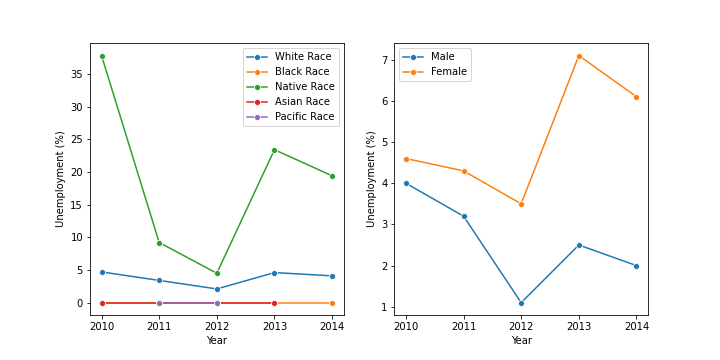 White Race
Black Race
Native Race
Asian Race
Pacific Race
Unemployment (%)
35
30
25
20
15
10
5
0
2010 2011 2012 2013 2014
Year
Male
Female
Unemployment (%)
7
6
5
4
3
2
1
2010 2011 2012 2013 2014
Year